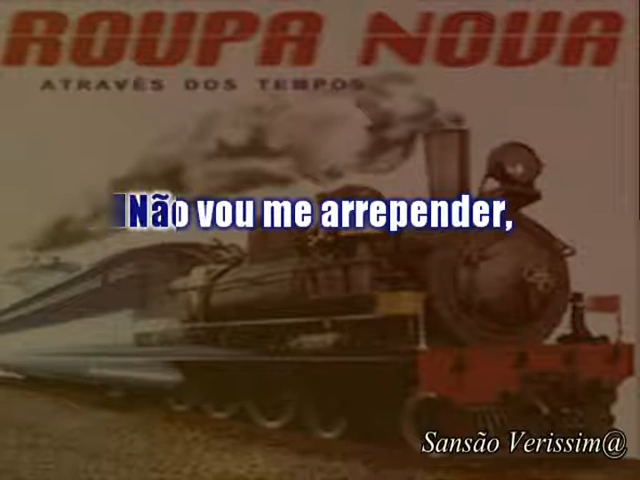 ROUPA NOVA
ATRAVÉS DOS TEMPOS
Não vou me arrepender,
Sansão Verissim@